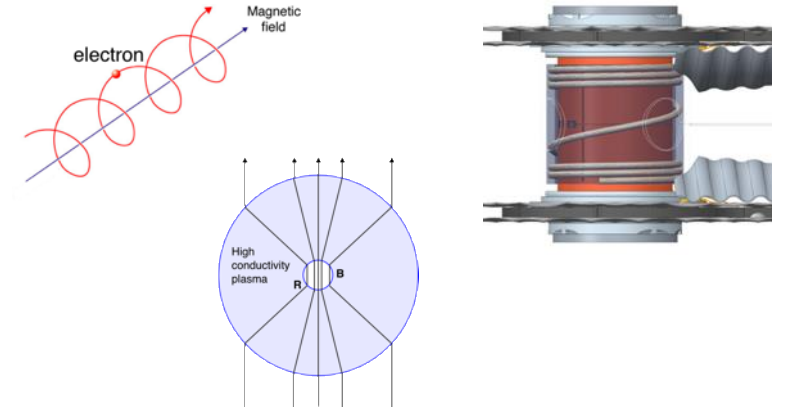 Magnetic
field
electron
High
conductivity
plasma
R
B